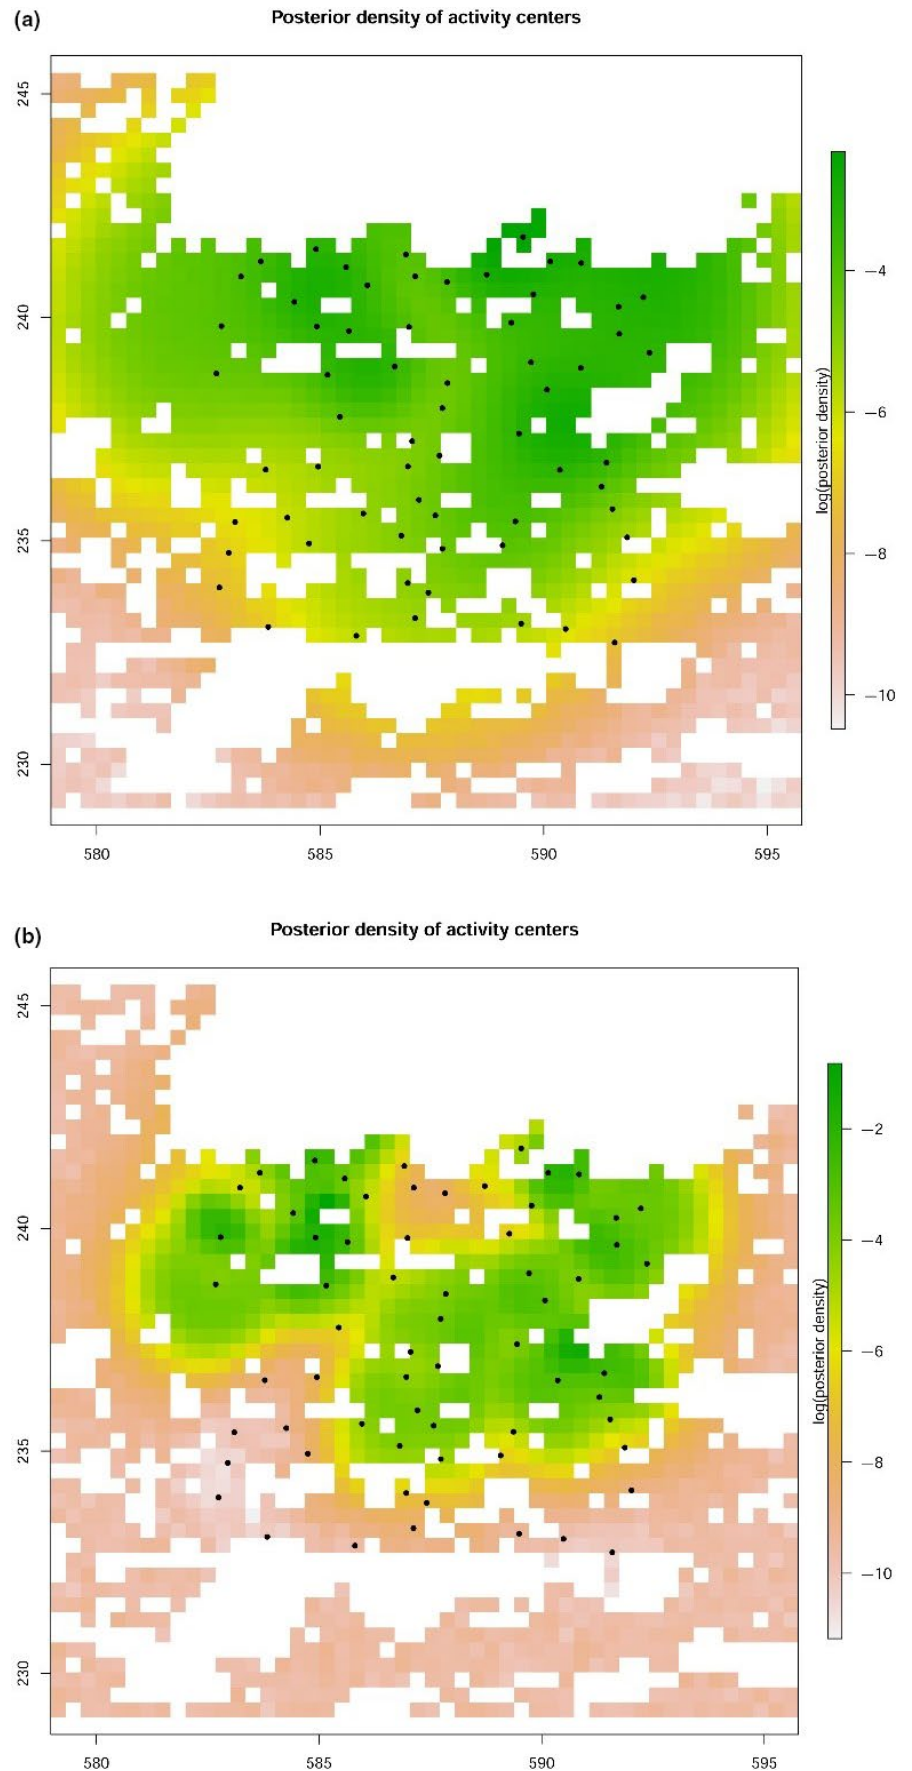 (a)
Posterior density of activity centers
245
240
235
230
580 585 590 595
−4
−6
−8
−10
log(posterior density)
(b)
Posterior density of activity centers
245
240
235
230
580 585 590 595
−2
−4
−6
−8
−10
log(posterior density)